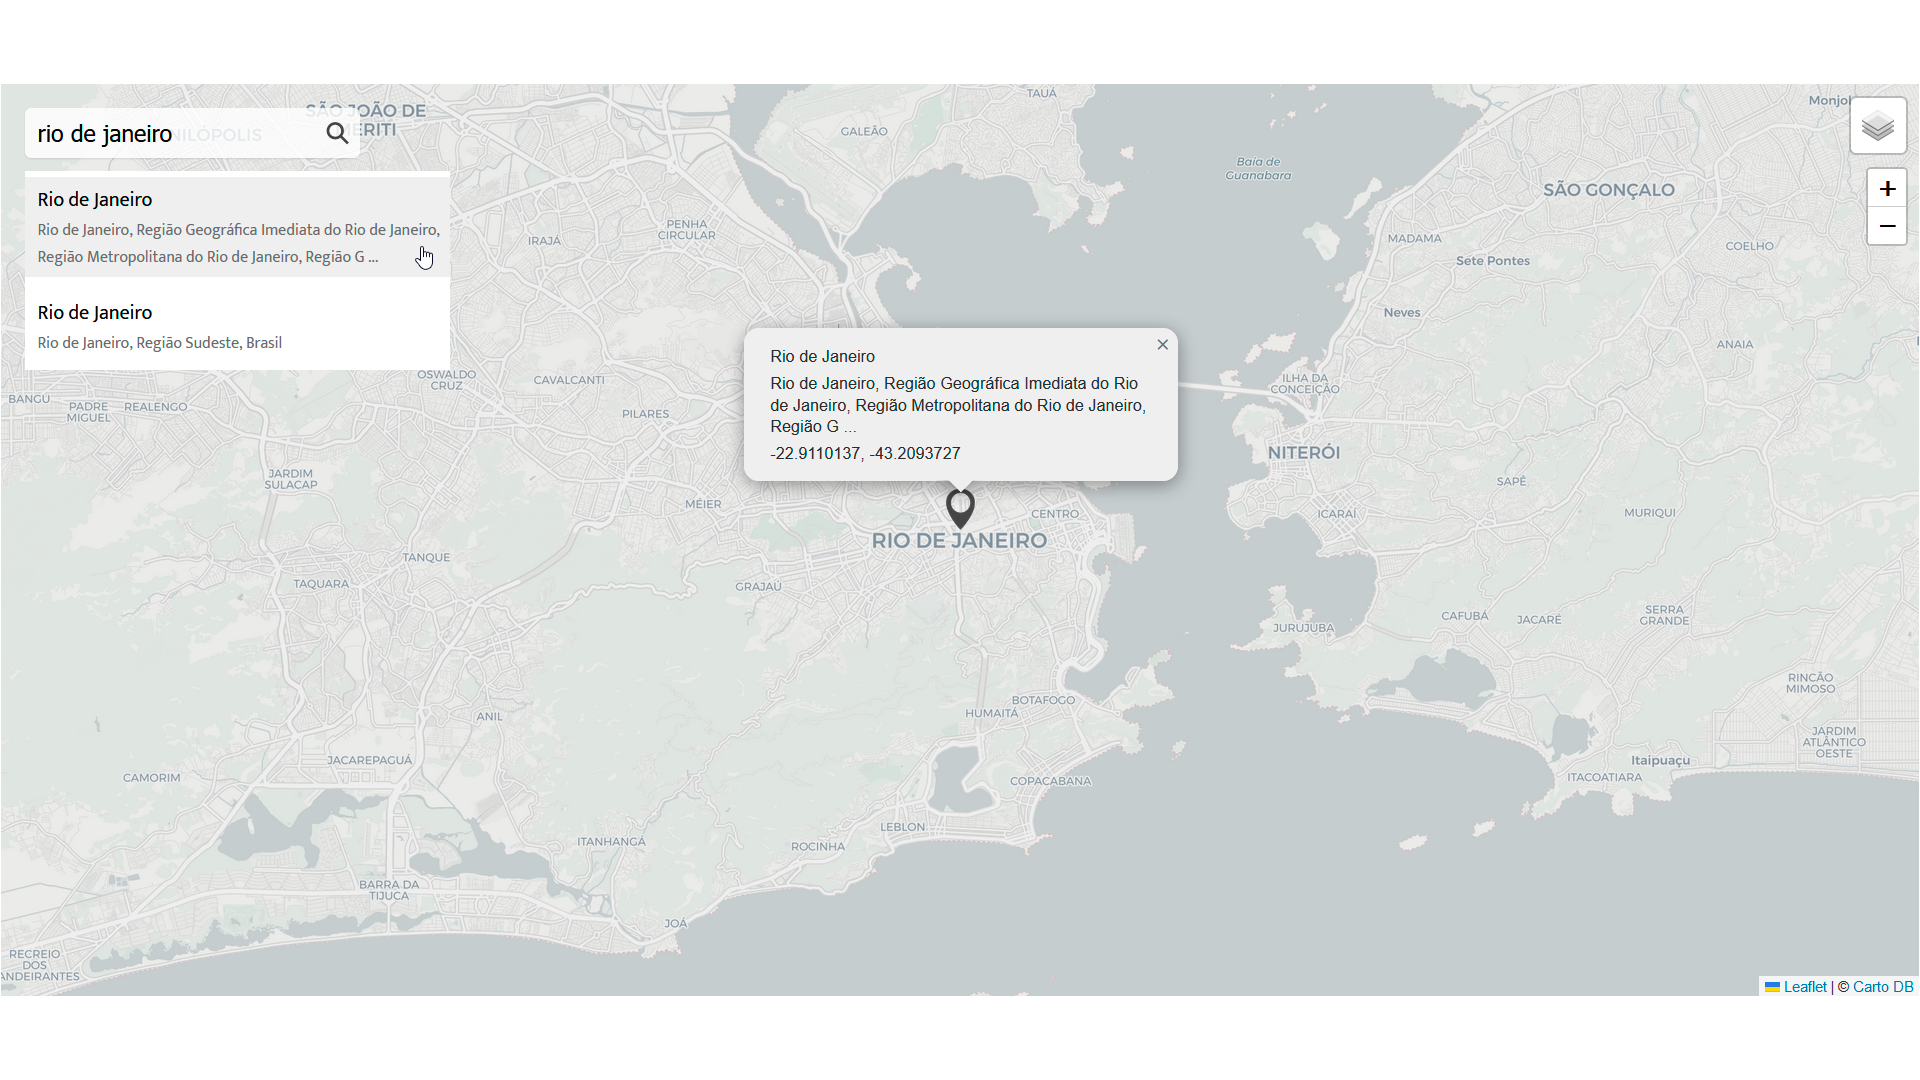 rio de janeiro
Rio de Janeiro
Rio de Janeiro, Região Geográfica Imediata do Rio de Janeiro,
Região Metropolitana do Rio de Janeiro, Região G ...
Rio de Janeiro
Rio de Janeiro, Região Sudeste, Brasil
SÃO JOÃO DE
MERITI
NILÓPOLIS
TAUÁ
GALEÃO
Baia de
Guanabara
SÃO GONÇALO
+
−
PENHA
CIRCULAR
IRAJÁ
MADAMA
COELHO
Sete Pontes
Neves
ANAIA
Rio de Janeiro
×
Rio de Janeiro, Região Geográfica Imediata do Rio
de Janeiro, Região Metropolitana do Rio de Janeiro,
Região G ...
-22.9110137, -43.2093727
OSWALDO
CRUZ
CAVALCANTI
ILHA DA
CONCEIÇÃO
BANGU
PADRE
MIGUEL
REALENGO
PILARES
NITERÓI
JARDIM
SULACAP
SAPÊ
MÉIER
CENTRO
ICARAÍ
MURIQUI
RIO DE JANEIRO
TANQUE
TAQUARA
GRAJAÚ
CAFUBÁ
JACARÉ
SERRA
GRANDE
JURUJUBA
RINCÃO
MIMOSO
BOTAFOGO
HUMAITÁ
ANIL
JARDIM
ATLÂNTICO
OESTE
JACAREPAGUÁ
Itaipuaçu
CAMORIM
COPACABANA
ITACOATIARA
LEBLON
ITANHANGÁ
ROCINHA
BARRA DA
TIJUCA
JOÁ
RECREIO
DOS
ANDEIRANTES
Leaflet | © Carto DB